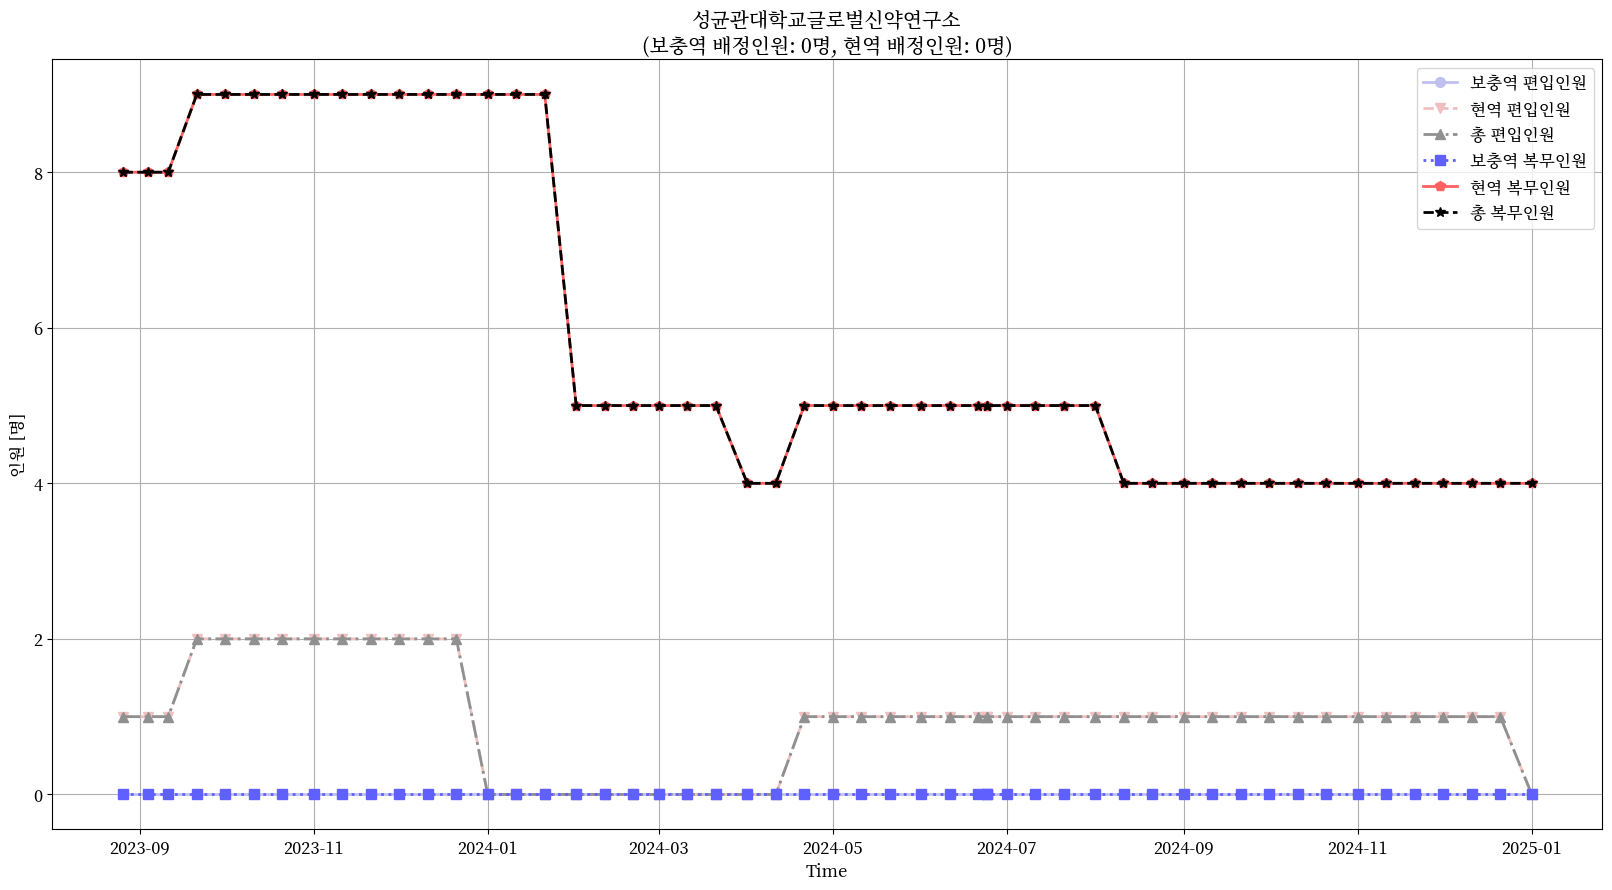 성균관대학교글로벌신약연구소
(보충역 배정인원: 0명, 현역 배정인원: 0명)
보충역 편입인원
현역 편입인원
총 편입인원
보충역 복무인원
현역 복무인원
총 복무인원
인원 [명]
8
6
4
2
0
2023-09
2023-11
2024-01
2024-03
2024-05
2024-07
2024-09
2024-11
2025-01
Time